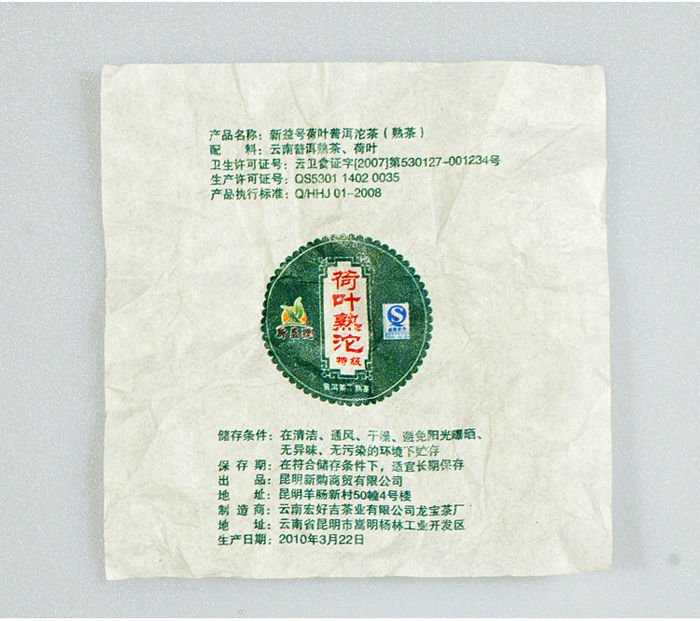 产品名称：新益号荷叶普洱沱茶（熟茶）
配　　料：云南普洱熟茶、荷叶
卫生许可证号：云卫食证字[2007]第530127-001234号
生产许可证号：QS5301 1402 0035
产品执行标准：Q/HHJ 01-2008
荷叶熟沱
特级
普洱茶 熟茶
储存条件：在清洁、通风、干燥、避免阳光曝晒、
无异味、无污染的环境下贮存
保 存 期：在符合储存条件下，适宜长期保存
出　　品：昆明新购商贸有限公司
地　　址：昆明羊肠新村50幢4号楼
制 造 商：云南宏好吉茶业有限公司龙宝茶厂
地　　址：云南省昆明市嵩明杨林工业开发区
生产日期：2010年3月22日